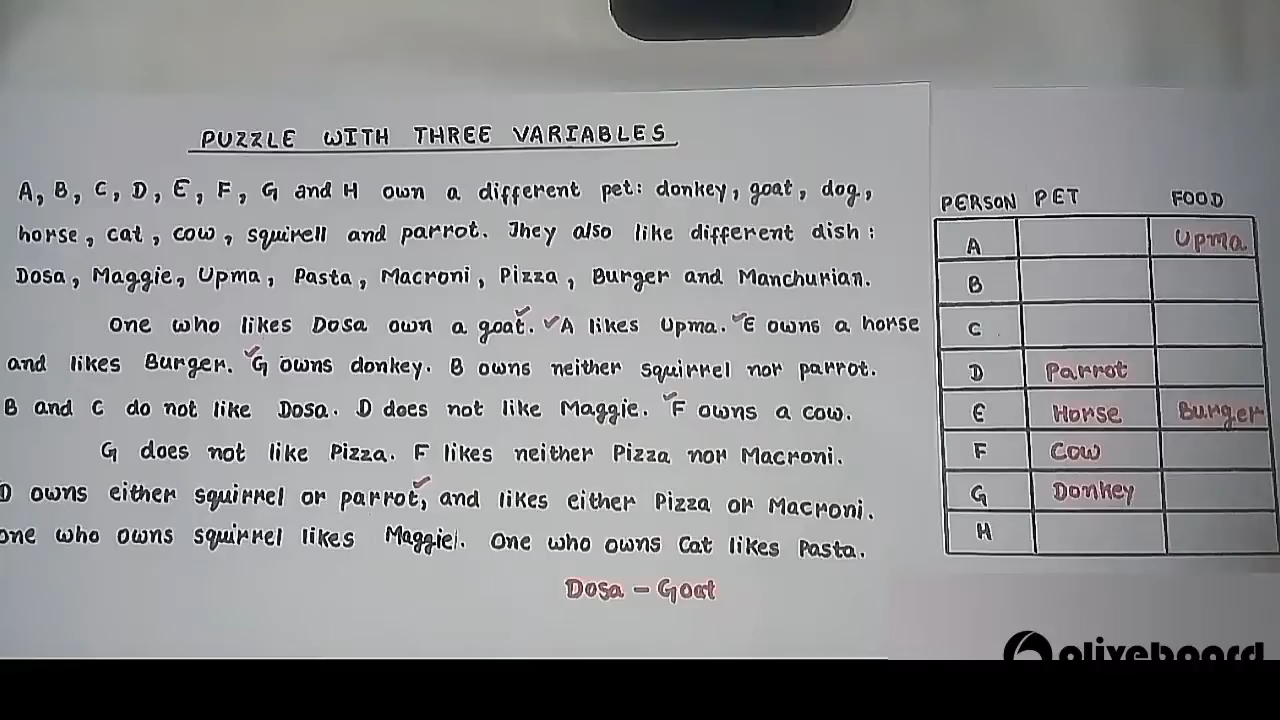 PUZZLE WITH THREE VARIABLES
A, B, C, D, E, F, G and H own a different pet: donkey, goat, dog,
horse, cat, cow, squirell and parrot. They also like different dish:
Dosa, Maggie, Upma, Pasta, Macroni, Pizza, Burger and Manchurian.
One who likes Dosa own a goat. A likes Upma. E owns a horse
and likes Burger. G owns donkey. B owns neither squirrel nor parrot.
B and C do not like Dosa. D does not like Maggie. F owns a cow.
G does not like Pizza. F likes neither Pizza nor Macroni.
D owns either squirrel or parrot, and likes either Pizza or Macroni.
One who owns squirrel likes Maggie. One who owns Cat likes Pasta.
Dosa - Goat
PERSON PET FOOD
A Upma
B
C
D Parrot
E Horse Burger
F Cow
G Donkey
H
oliveboard